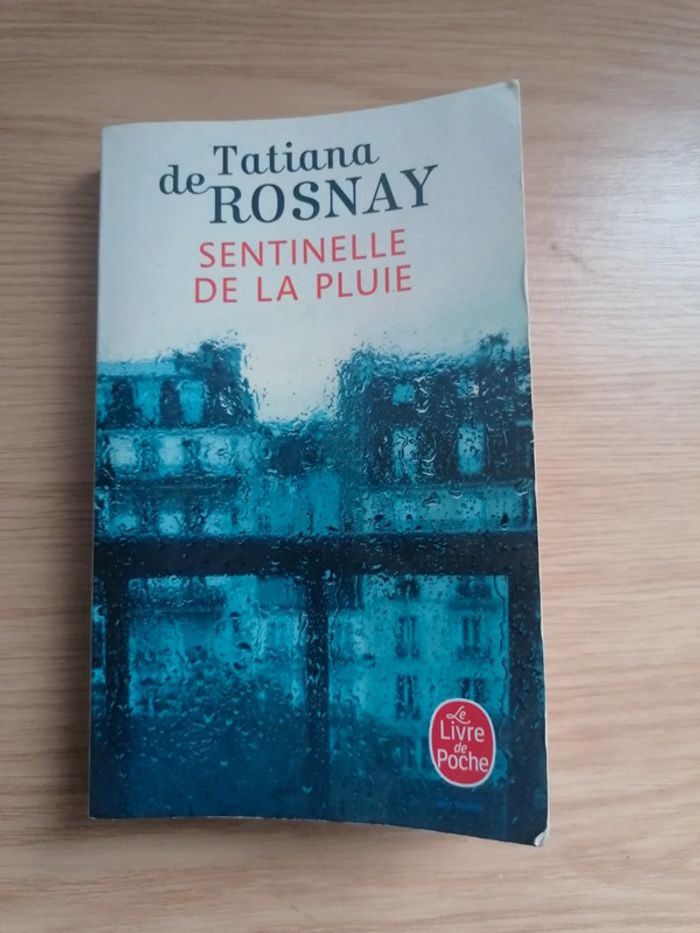 Tatiana
de ROSNAY
SENTINELLE
DE LA PLUIE
Le
Livre
de
Poche